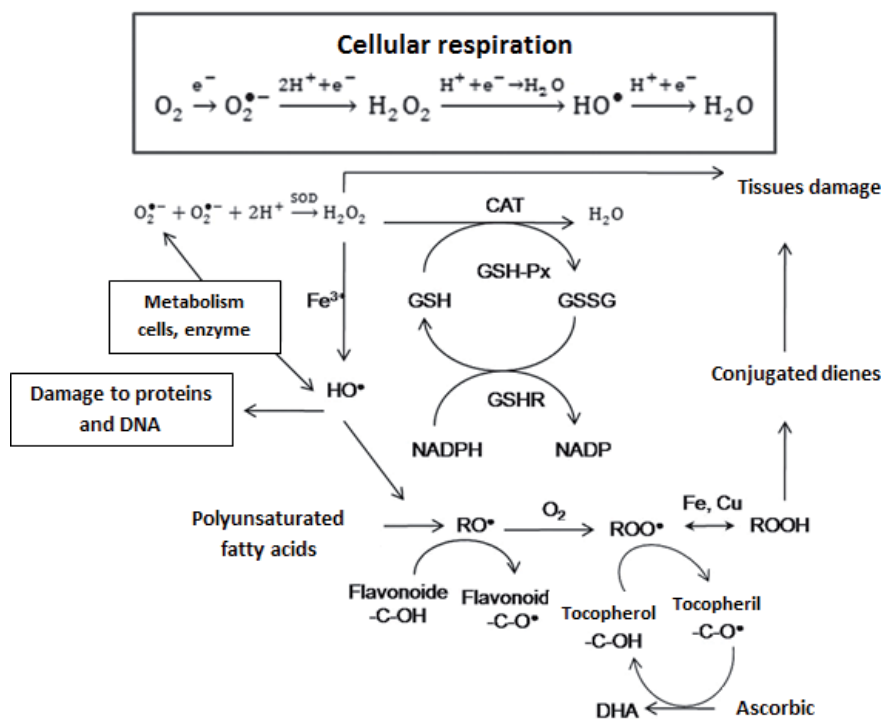 Cellular respiration
O₂ →(e⁻) O₂•⁻ →(2H⁺+e⁻) H₂O₂ →(H⁺+e⁻→H₂O) HO• →(H⁺+e⁻) H₂O
Tissues damage
O₂•⁻ + O₂•⁻ + 2H⁺ →(SOD) H₂O₂
CAT
H₂O
GSH-Px
Metabolism
cells, enzyme
Fe³⁺
GSH
GSSG
HO•
Damage to proteins
and DNA
GSHR
Conjugated dienes
NADPH
NADP
Polyunsaturated
fatty acids
RO•
O₂
ROO•
Fe, Cu
ROOH
Flavonoide
-C-OH
Flavonoid
-C-O•
Tocopherol
-C-OH
Tocopheril
-C-O•
DHA
Ascorbic